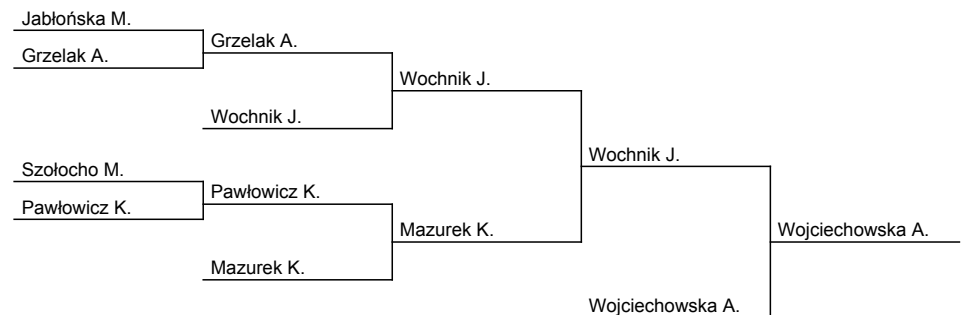 Jabłońska M.
Grzelak A.
Grzelak A.
Wochnik J.
Wochnik J.
Szołocho M.
Pawłowicz K.
Pawłowicz K.
Mazurek K.
Mazurek K.
Wochnik J.
Wojciechowska A.
Wojciechowska A.